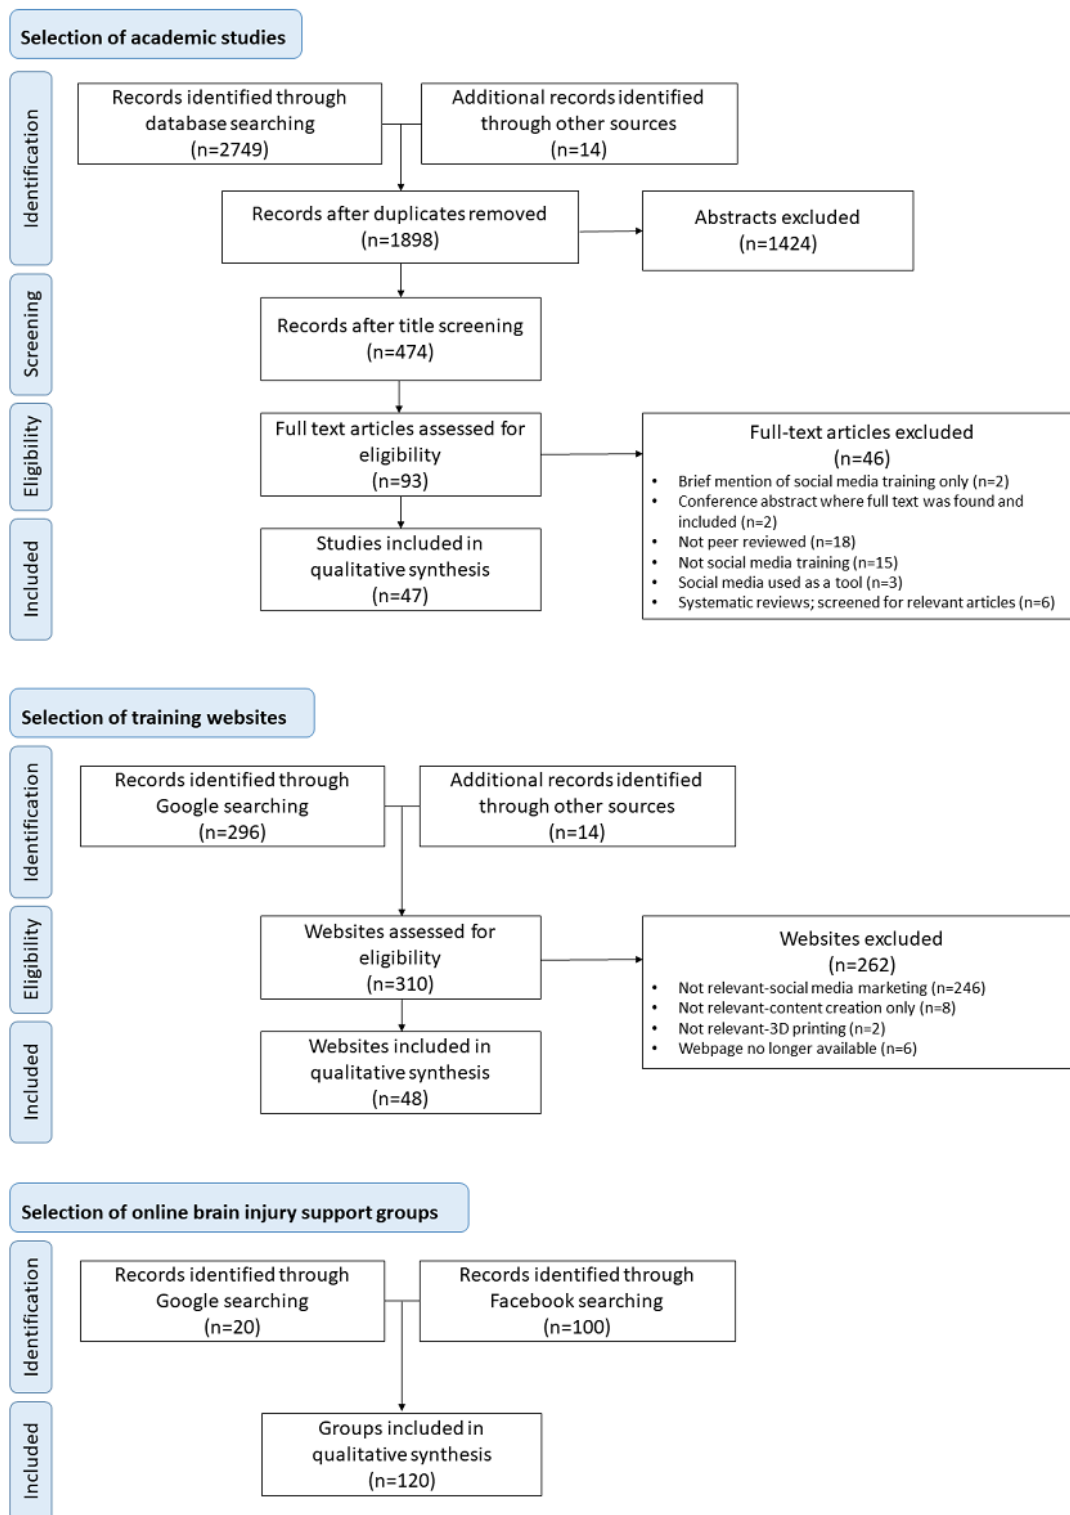 Selection of academic studies
Identification
Records identified through
database searching
(n=2749)
Additional records identified
through other sources
(n=14)
Records after duplicates removed
(n=1898)
Abstracts excluded
(n=1424)
Screening
Records after title screening
(n=474)
Eligibility
Full text articles assessed for
eligibility
(n=93)
Full-text articles excluded
(n=46)
• Brief mention of social media training only (n=2)
• Conference abstract where full text was found and
included (n=2)
• Not peer reviewed (n=18)
• Not social media training (n=15)
• Social media used as a tool (n=3)
• Systematic reviews; screened for relevant articles (n=6)
Included
Studies included in
qualitative synthesis
(n=47)
Selection of training websites
Identification
Records identified through
Google searching
(n=296)
Additional records identified
through other sources
(n=14)
Eligibility
Websites assessed for
eligibility
(n=310)
Websites excluded
(n=262)
• Not relevant-social media marketing (n=246)
• Not relevant-content creation only (n=8)
• Not relevant-3D printing (n=2)
• Webpage no longer available (n=6)
Included
Websites included in
qualitative synthesis
(n=48)
Selection of online brain injury support groups
Identification
Records identified through
Google searching
(n=20)
Records identified through
Facebook searching
(n=100)
Included
Groups included in
qualitative synthesis
(n=120)